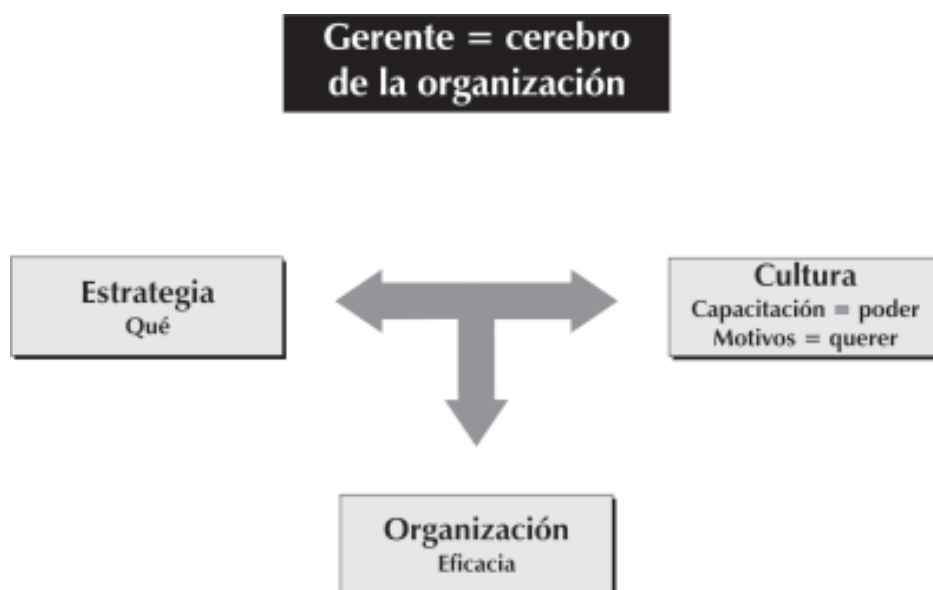 Gerente = cerebro
de la organización
Estrategia
Qué
Cultura
Capacitación = poder
Motivos = querer
Organización
Eficacia